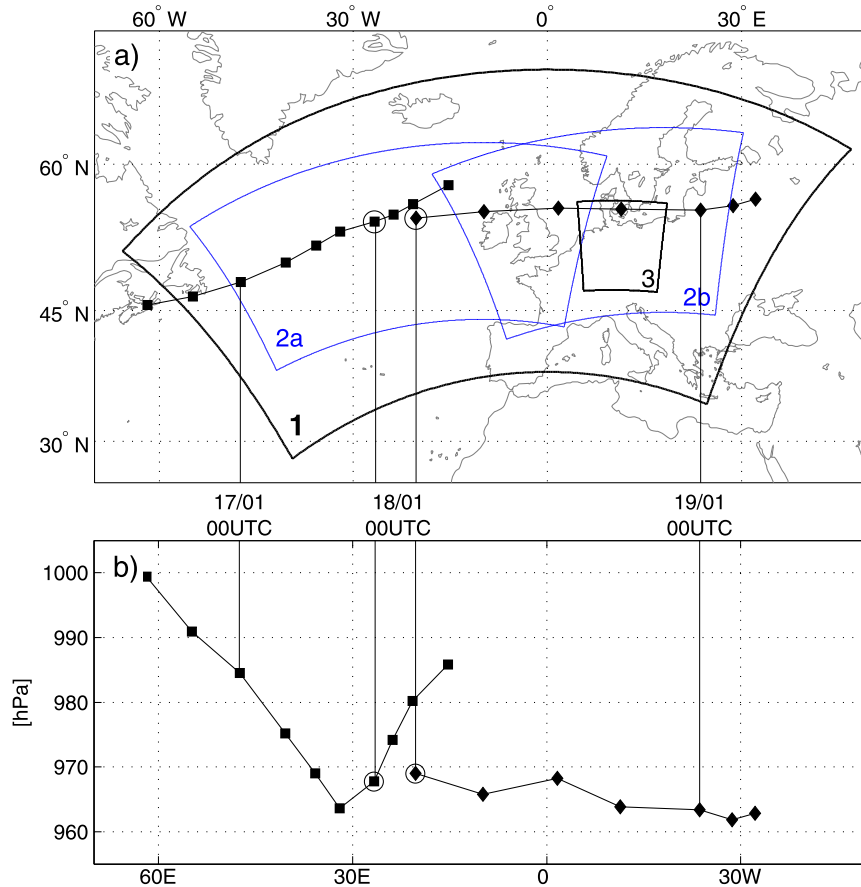 60° W 30° W 0° 30° E
a)
60° N
45° N
30° N
2a
2b
3
1
17/01 18/01 19/01
00UTC 00UTC 00UTC
b)
1000
990
980
970
960
[hPa]
60E 30E 0 30W